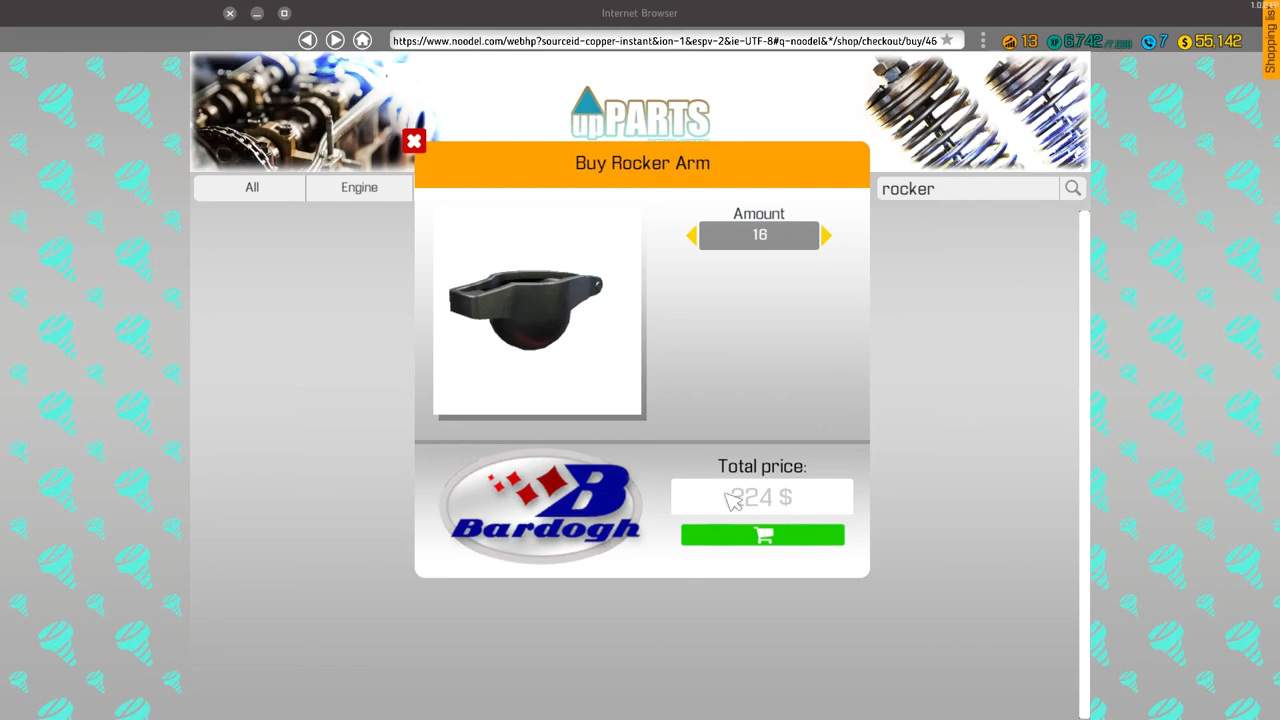 Internet Browser
https://www.noodel.com/webhp?sourceid-copper-instant&ion-1&espv-2&ie-UTF-8#q-noodel&*/shop/checkout/buy/46
13
6,742
7
$ 55,142
Shopping list
upPARTS
Buy Rocker Arm
All
Engine
rocker
Amount
16
B
Bardogh
Total price:
224 $